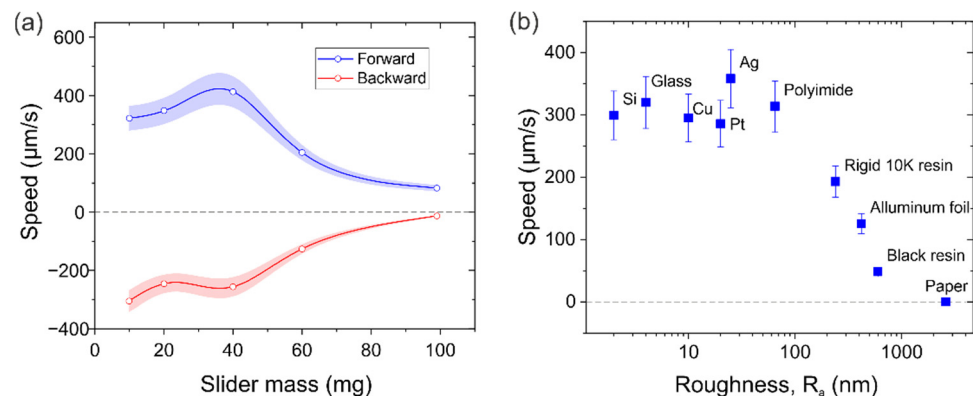 (a)
600
400
200
0
−200
−400
Speed (µm/s)
Forward
Backward
0 20 40 60 80 100
Slider mass (mg)
(b)
400
300
200
100
0
Speed (µm/s)
Si
Glass
Cu
Pt
Ag
Polyimide
Rigid 10K resin
Alluminum foil
Black resin
Paper
10 100 1000
Roughness, Rₐ (nm)